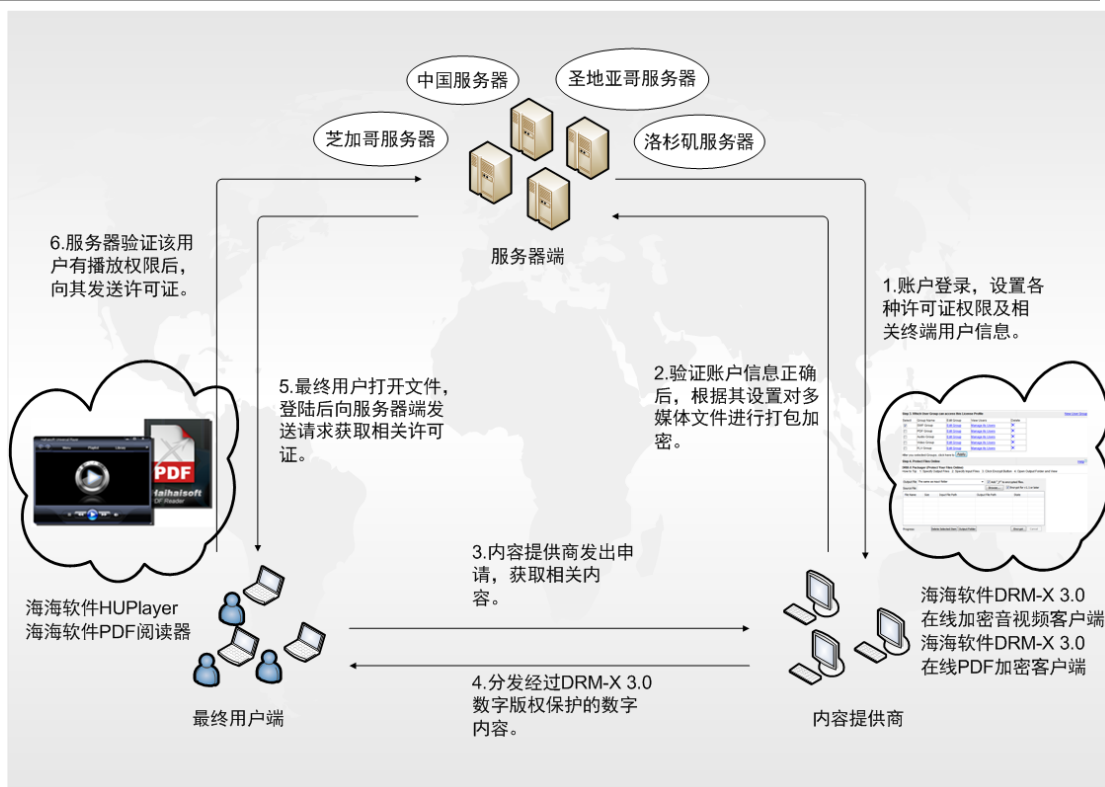 中国服务器
圣地亚哥服务器
芝加哥服务器
洛杉矶服务器
服务器端
6.服务器验证该用
户有播放权限后，
向其发送许可证。
1.账户登录，设置各
种许可证权限及相
关终端用户信息。
5.最终用户打开文件，
登陆后向服务器端发
送请求获取相关许可
证。
2.验证账户信息正确
后，根据其设置对多
媒体文件进行打包加
密。
PDF
Haihaisoft
PDF Reader
3.内容提供商发出申
请，获取相关内
容。
海海软件HUPlayer
海海软件PDF阅读器
海海软件DRM-X 3.0
在线加密音视频客户端
海海软件DRM-X 3.0
在线PDF加密客户端
4.分发经过DRM-X 3.0
数字版权保护的数字
内容。
最终用户端
内容提供商